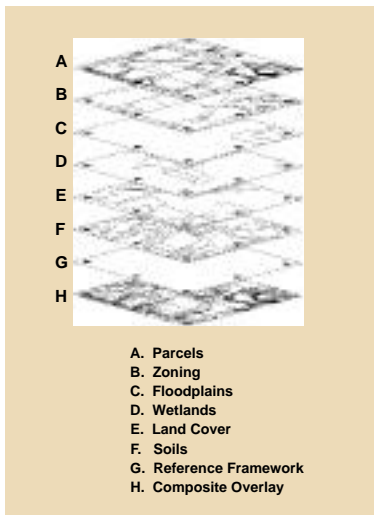 A
B
C
D
E
F
G
H
A. Parcels
B. Zoning
C. Floodplains
D. Wetlands
E. Land Cover
F. Soils
G. Reference Framework
H. Composite Overlay